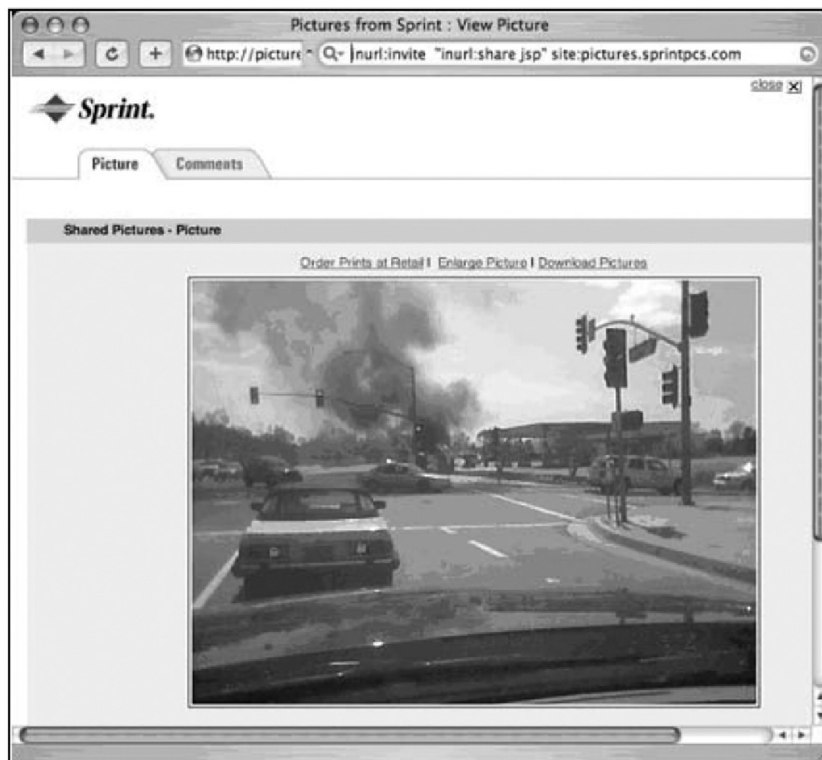 Pictures from Sprint : View Picture
http://picture
inurl:invite "inurl:share jsp" site:pictures.sprintpcs.com
close
Sprint.
Picture Comments
Shared Pictures - Picture
Order Prints at Retail | Enlarge Picture | Download Pictures